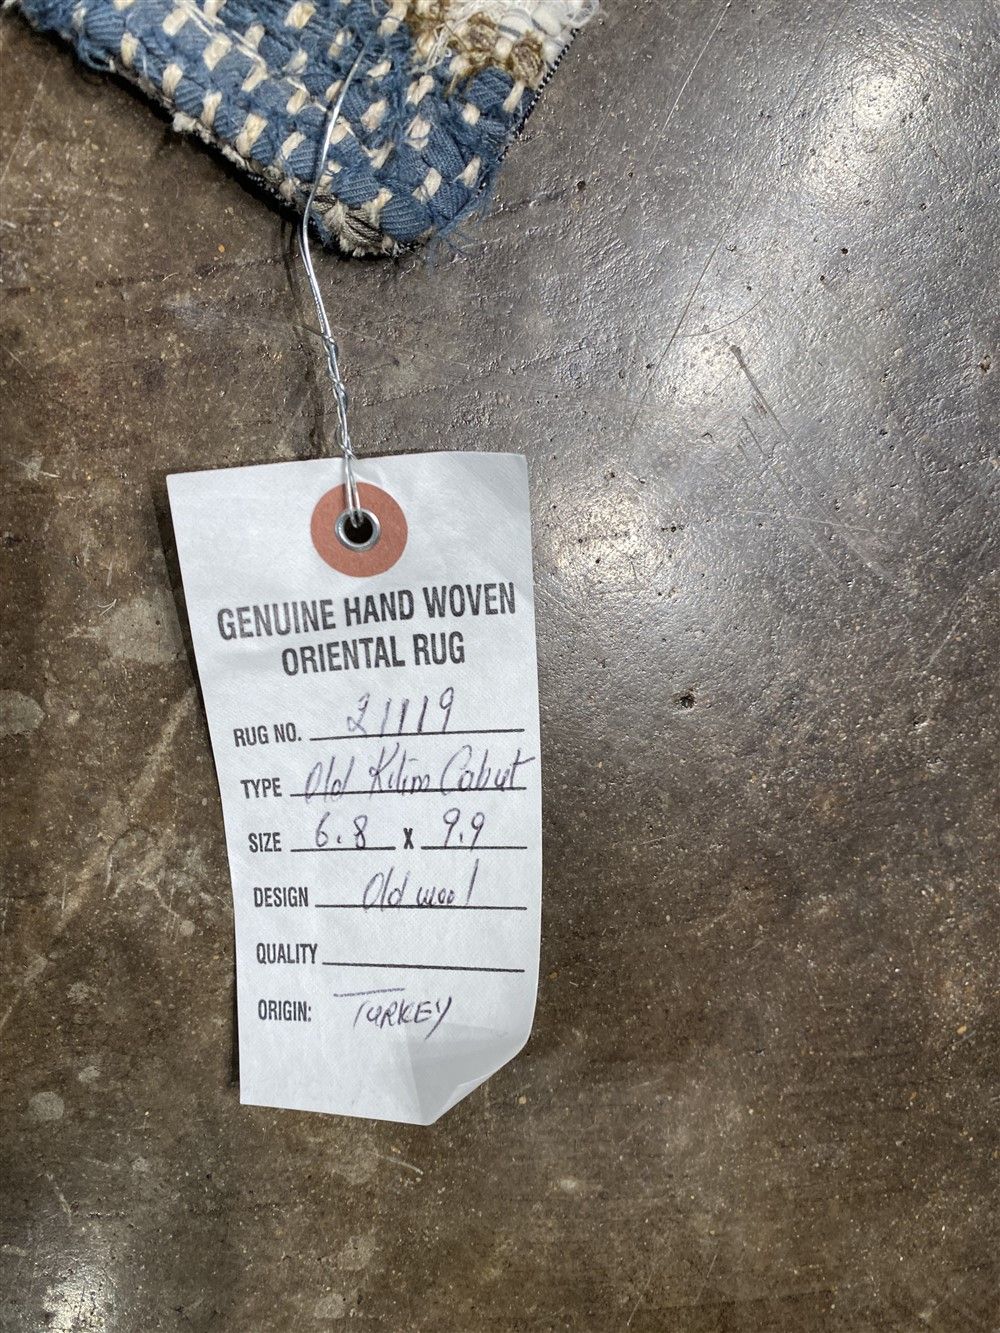 GENUINE HAND WOVEN
ORIENTAL RUG
RUG NO. 21119
TYPE Old Kilim Cabut
SIZE 6.8 x 9.9
DESIGN Old wool
QUALITY
ORIGIN: TURKEY